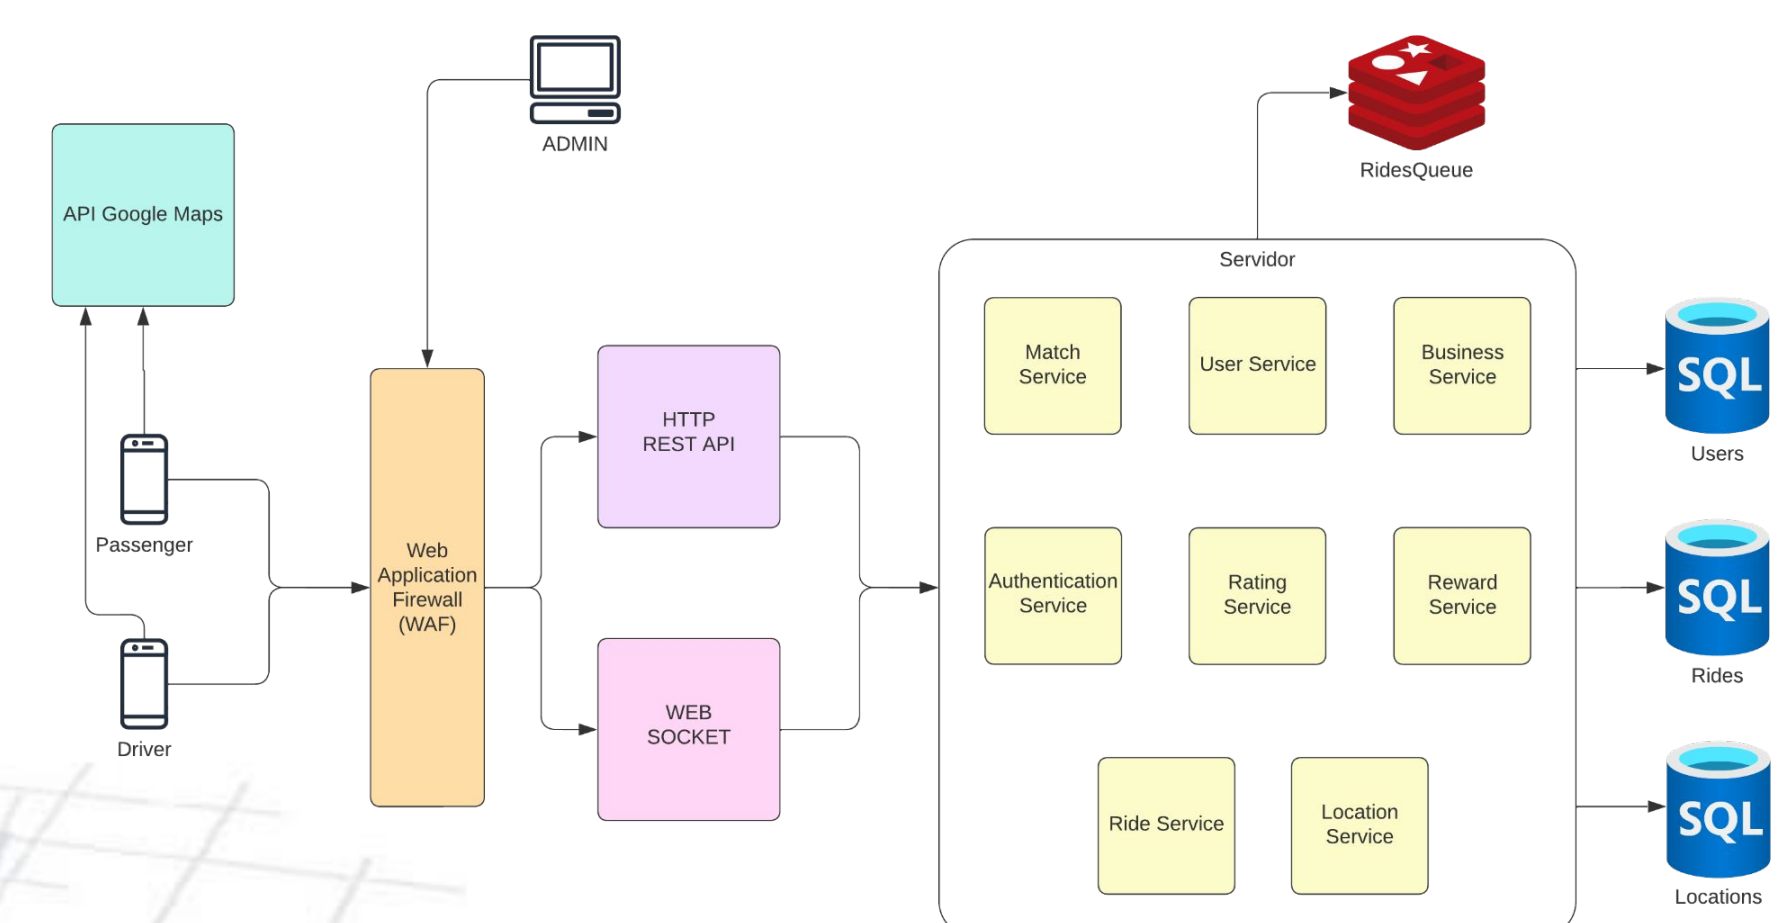 ADMIN
RidesQueue
API Google Maps
Servidor
Match
Service
User Service
Business
Service
SQL
Users
HTTP
REST API
Passenger
Web
Application
Firewall
(WAF)
Authentication
Service
Rating
Service
Reward
Service
SQL
Rides
Driver
WEB
SOCKET
Ride Service
Location
Service
SQL
Locations